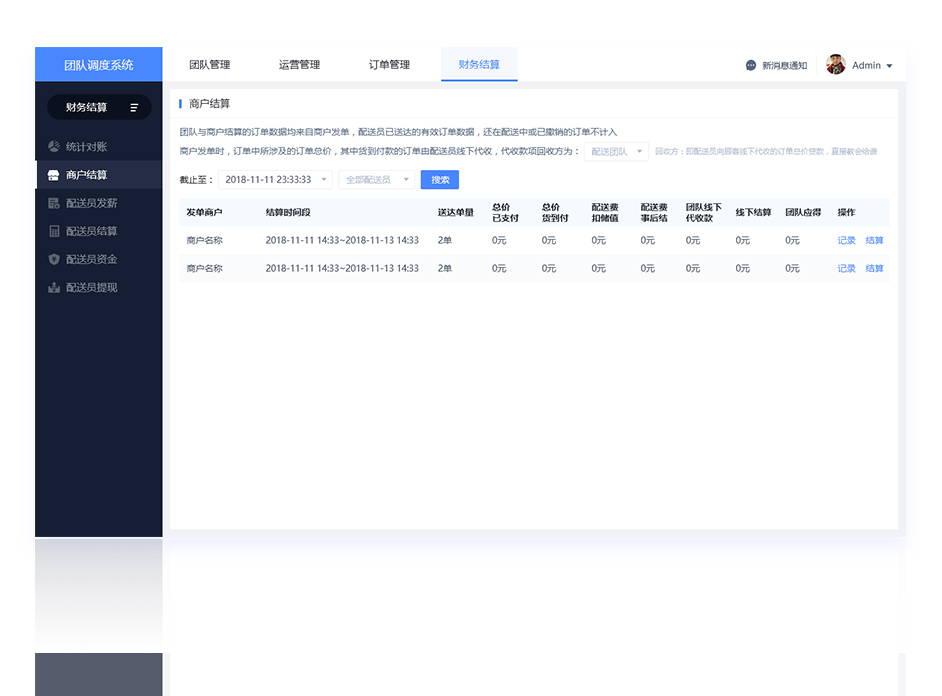 团队调度系统
团队管理 运营管理 订单管理 财务结算
新消息通知 Admin
财务结算
统计对账
商户结算
配送员发薪
配送员结算
配送员资金
配送员提现
商户结算
团队与商户结算的订单数据均来自商户发单，配送员已送达的有效订单数据，还在配送中或已撤销的订单不计入
商户发单时，订单中所涉及的订单总价，其中货到付款的订单由配送员线下代收，代收款项回收方为： 配送团队 回收方：即配送员向顾客线下代收的订单总价贷款，直接教会给谁
截止至： 2018-11-11 23:33:33 全部配送员 搜索
发单商户 结算时间段 送达单量 总价已支付 总价货到付 配送费扣储值 配送费事后结 团队线下代收款 线下结算 团队应得 操作
商户名称 2018-11-11 14:33~2018-11-13 14:33 2单 0元 0元 0元 0元 0元 0元 0元 记录 结算
商户名称 2018-11-11 14:33~2018-11-13 14:33 2单 0元 0元 0元 0元 0元 0元 0元 记录 结算